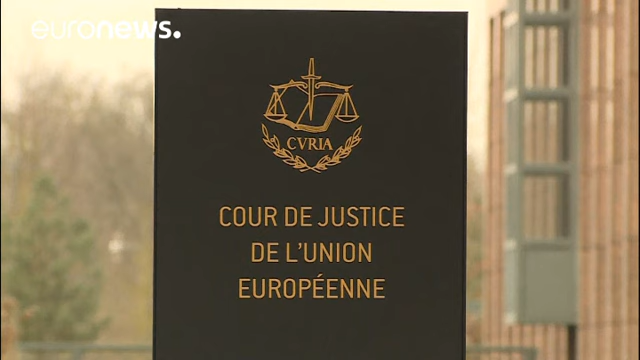 euronews.
CVRIA
COUR DE JUSTICE
DE L'UNION
EUROPÉENNE